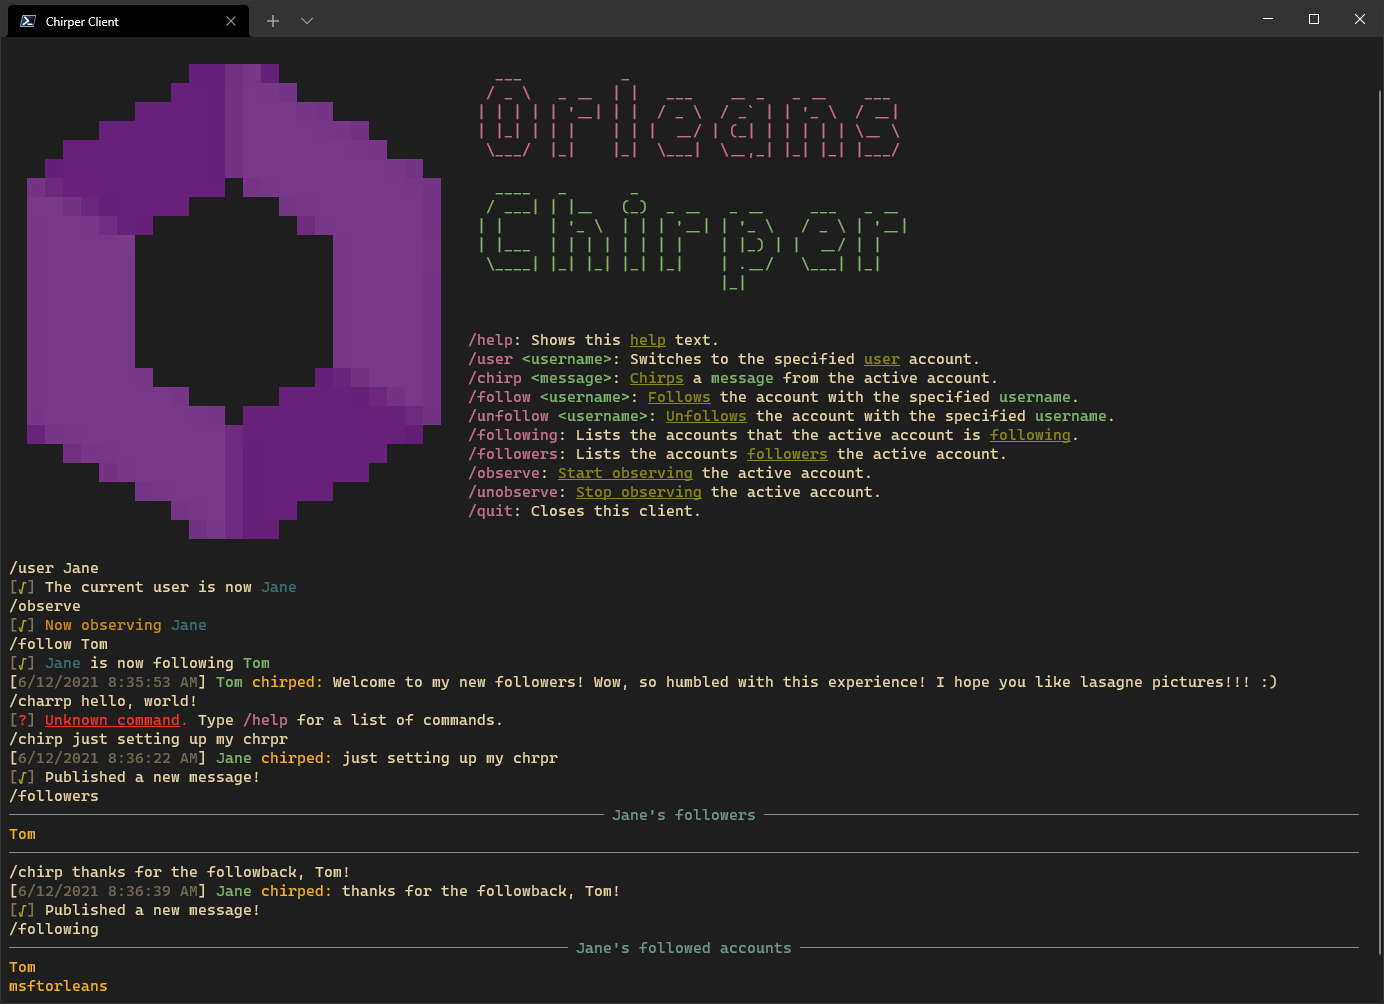 Chirper Client
Orleans
Chirper
/help: Shows this help text.
/user <username>: Switches to the specified user account.
/chirp <message>: Chirps a message from the active account.
/follow <username>: Follows the account with the specified username.
/unfollow <username>: Unfollows the account with the specified username.
/following: Lists the accounts that the active account is following.
/followers: Lists the accounts followers the active account.
/observe: Start observing the active account.
/unobserve: Stop observing the active account.
/quit: Closes this client.
/user Jane
[√] The current user is now Jane
/observe
[√] Now observing Jane
/follow Tom
[√] Jane is now following Tom
[6/12/2021 8:35:53 AM] Tom chirped: Welcome to my new followers! Wow, so humbled with this experience! I hope you like lasagne pictures!!! :)
/charrp hello, world!
[?] Unknown command. Type /help for a list of commands.
/chirp just setting up my chrpr
[6/12/2021 8:36:22 AM] Jane chirped: just setting up my chrpr
[√] Published a new message!
/followers
Jane's followers
Tom
/chirp thanks for the followback, Tom!
[6/12/2021 8:36:39 AM] Jane chirped: thanks for the followback, Tom!
[√] Published a new message!
/following
Jane's followed accounts
Tom
msftorleans